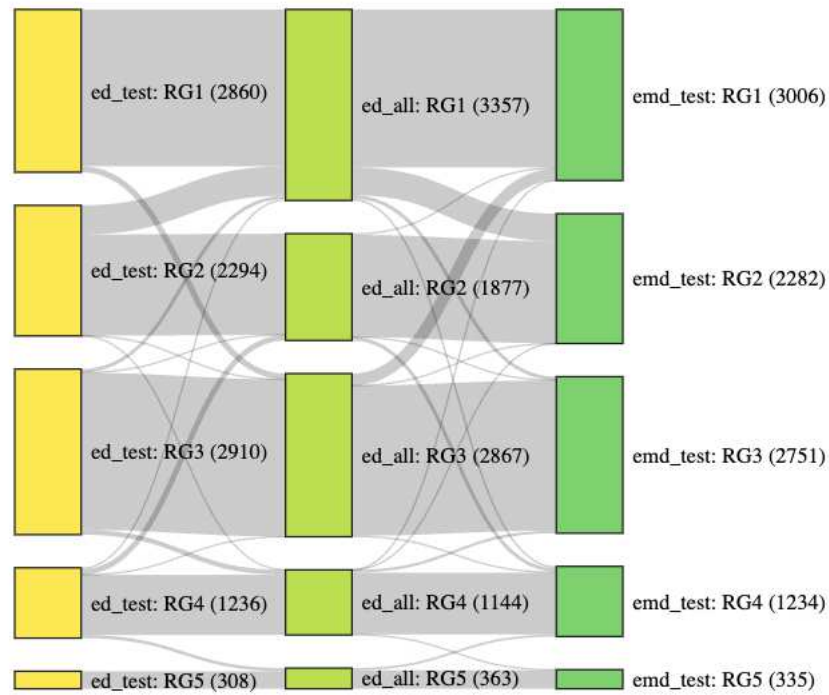 ed_test: RG1 (2860)
ed_all: RG1 (3357)
emd_test: RG1 (3006)
ed_test: RG2 (2294)
ed_all: RG2 (1877)
emd_test: RG2 (2282)
ed_test: RG3 (2910)
ed_all: RG3 (2867)
emd_test: RG3 (2751)
ed_test: RG4 (1236)
ed_all: RG4 (1144)
emd_test: RG4 (1234)
ed_test: RG5 (308)
ed_all: RG5 (363)
emd_test: RG5 (335)